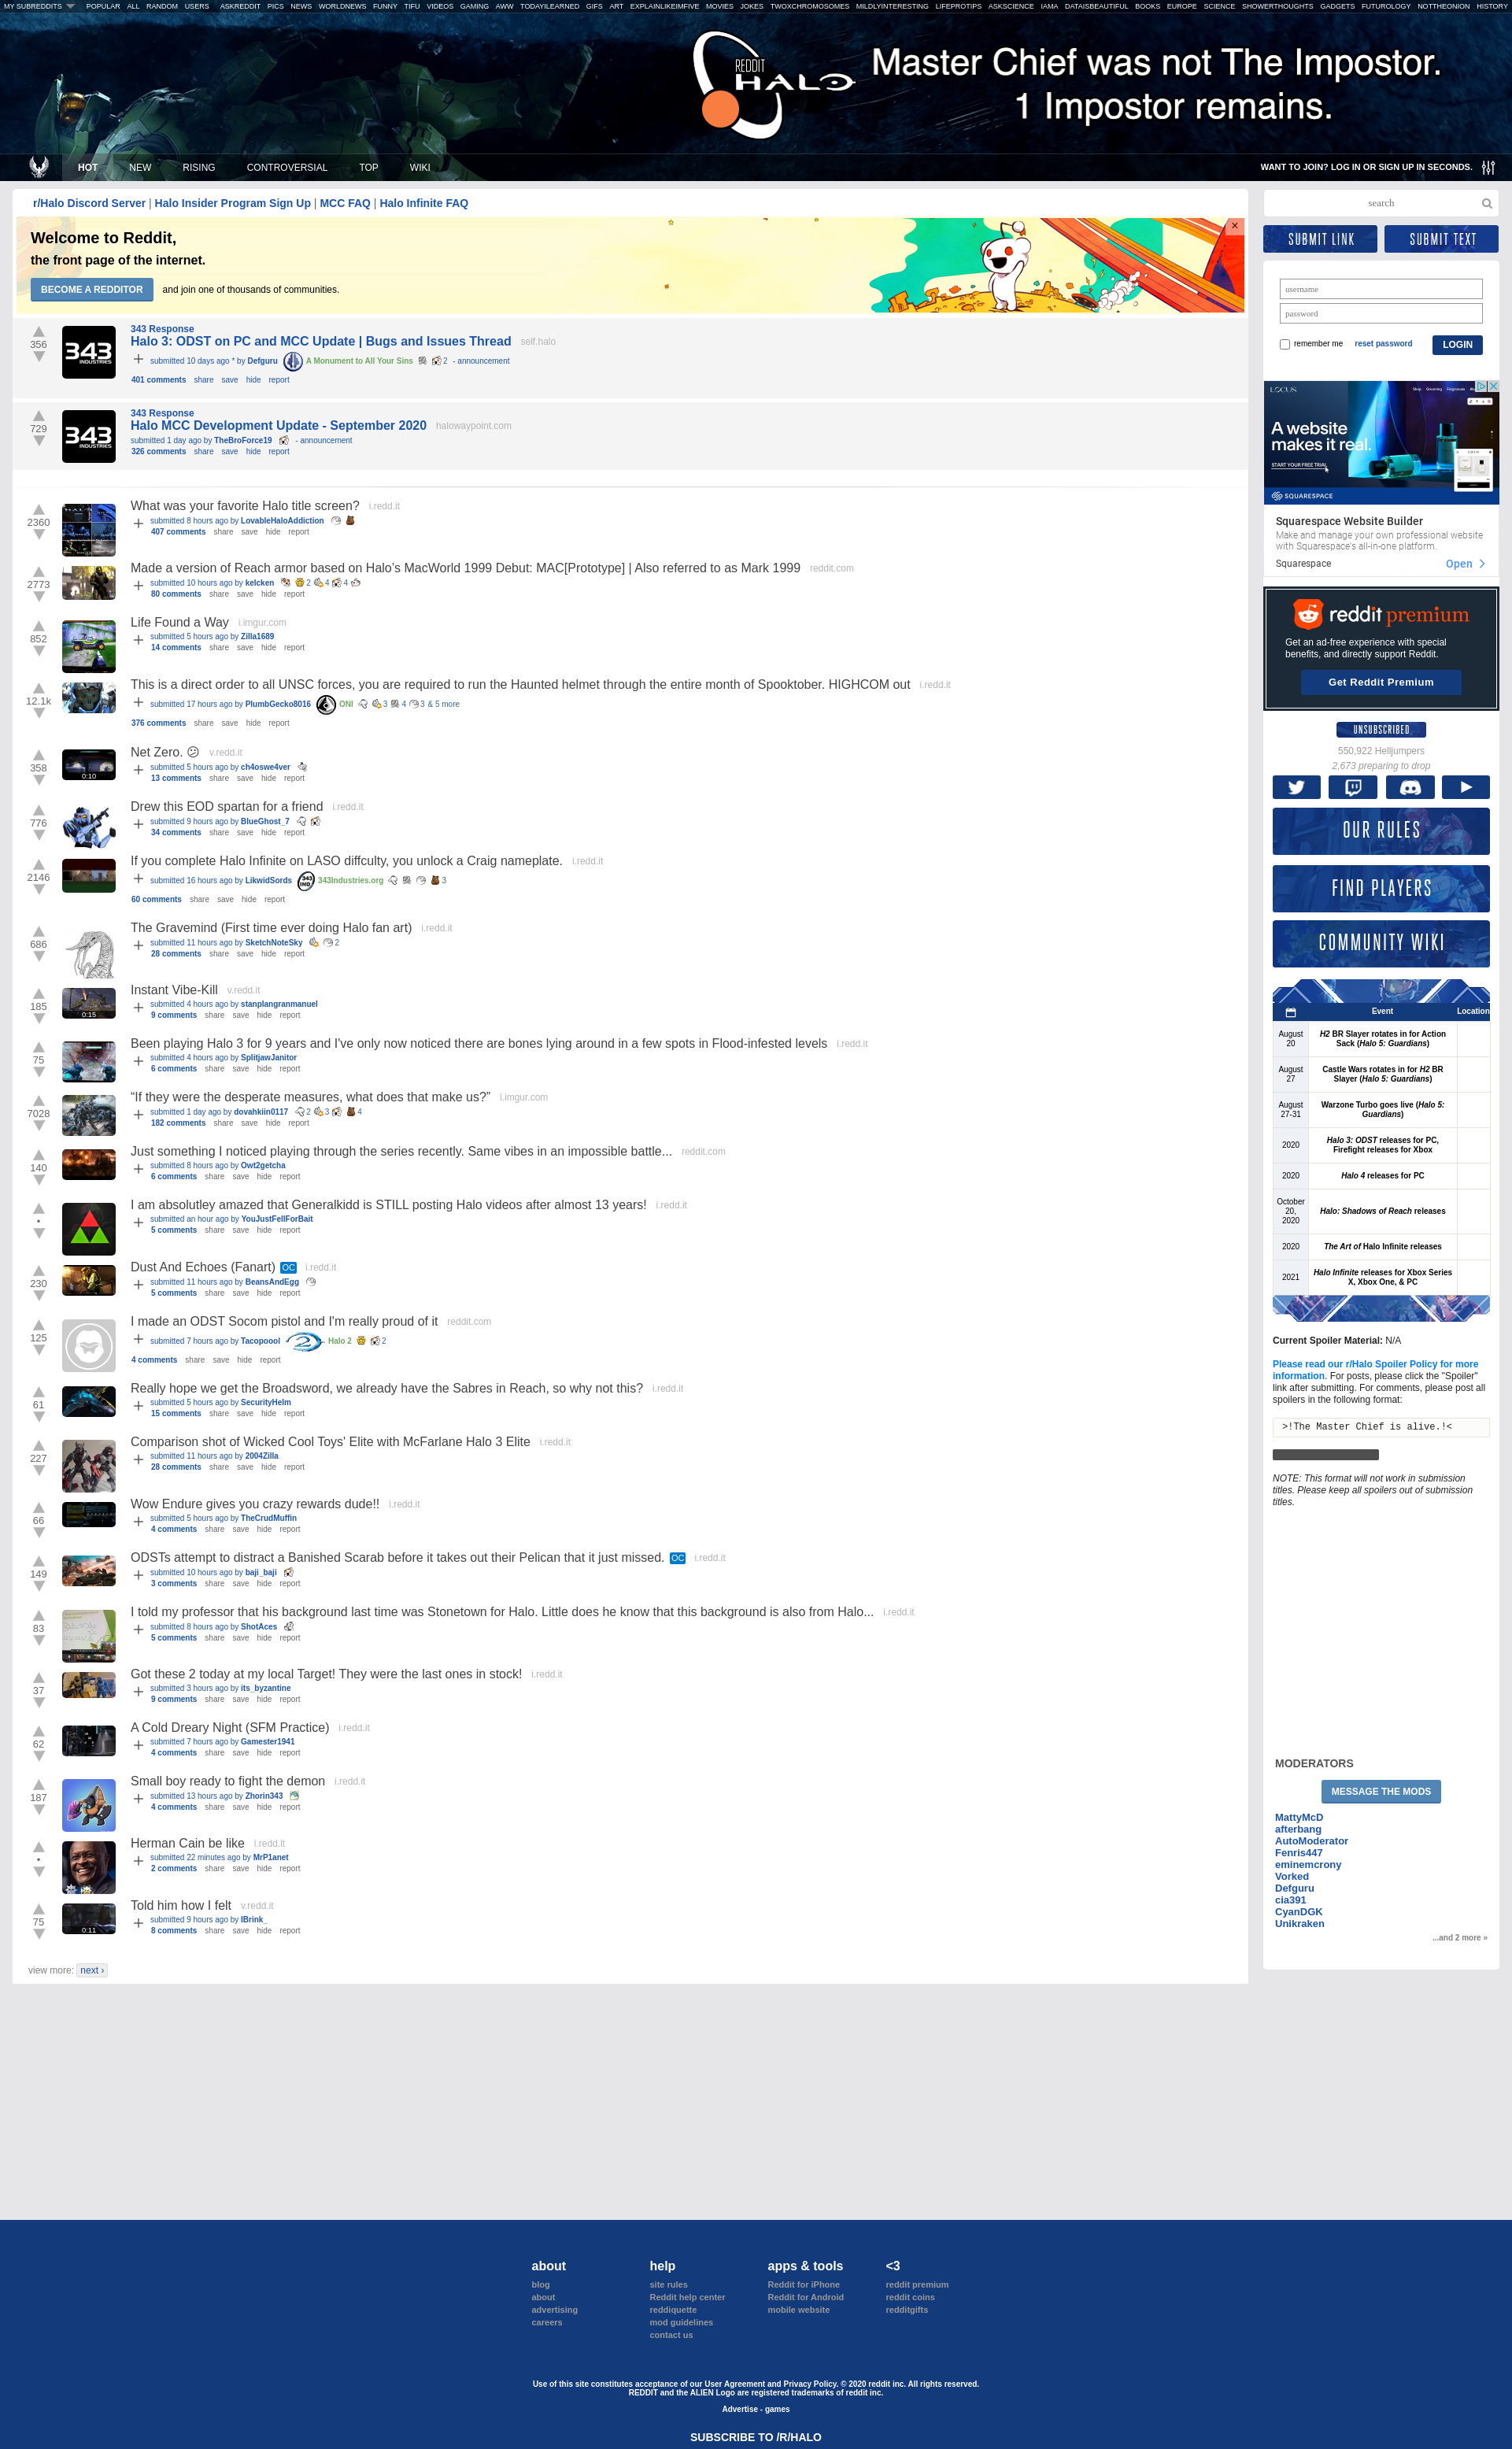 MY SUBREDDITS POPULAR ALL RANDOM USERS ASKREDDIT PICS NEWS WORLDNEWS FUNNY TIFU VIDEOS GAMING AWW TODAYILEARNED GIFS ART EXPLAINLIKEIMFIVE MOVIES JOKES TWOXCHROMOSOMES MILDLYINTERESTING LIFEPROTIPS ASKSCIENCE IAMA DATAISBEAUTIFUL BOOKS EUROPE SCIENCE SHOWERTHOUGHTS GADGETS FUTUROLOGY NOTTHEONION HISTORY
REDDIT
HALO
Master Chief was not The Impostor.
1 Impostor remains.
HOT NEW RISING CONTROVERSIAL TOP WIKI
WANT TO JOIN? LOG IN OR SIGN UP IN SECONDS.
r/Halo Discord Server | Halo Insider Program Sign Up | MCC FAQ | Halo Infinite FAQ
Welcome to Reddit,
the front page of the internet.
BECOME A REDDITOR and join one of thousands of communities.
×
343 Response
356
343
INDUSTRIES
Halo 3: ODST on PC and MCC Update | Bugs and Issues Thread self.halo
submitted 10 days ago * by Defguru A Monument to All Your Sins 2 - announcement
401 comments share save hide report
343 Response
729
343
INDUSTRIES
Halo MCC Development Update - September 2020 halowaypoint.com
submitted 1 day ago by TheBroForce19 - announcement
326 comments share save hide report
2360
What was your favorite Halo title screen? i.redd.it
submitted 8 hours ago by LovableHaloAddiction
407 comments share save hide report
2773
Made a version of Reach armor based on Halo’s MacWorld 1999 Debut: MAC[Prototype] | Also referred to as Mark 1999 reddit.com
submitted 10 hours ago by kelcken 2 4 4
80 comments share save hide report
852
Life Found a Way i.imgur.com
submitted 5 hours ago by Zilla1689
14 comments share save hide report
12.1k
This is a direct order to all UNSC forces, you are required to run the Haunted helmet through the entire month of Spooktober. HIGHCOM out i.redd.it
submitted 17 hours ago by PlumbGecko8016 ONI 3 4 3 & 5 more
376 comments share save hide report
358
0:10
Net Zero. 😕 v.redd.it
submitted 5 hours ago by ch4oswe4ver
13 comments share save hide report
776
Drew this EOD spartan for a friend i.redd.it
submitted 9 hours ago by BlueGhost_7
34 comments share save hide report
2146
If you complete Halo Infinite on LASO diffculty, you unlock a Craig nameplate. i.redd.it
submitted 16 hours ago by LikwidSords 343Industries.org 3
60 comments share save hide report
686
The Gravemind (First time ever doing Halo fan art) i.redd.it
submitted 11 hours ago by SketchNoteSky 2
28 comments share save hide report
185
0:15
Instant Vibe-Kill v.redd.it
submitted 4 hours ago by stanplangranmanuel
9 comments share save hide report
75
Been playing Halo 3 for 9 years and I've only now noticed there are bones lying around in a few spots in Flood-infested levels i.redd.it
submitted 4 hours ago by SplitjawJanitor
6 comments share save hide report
7028
“If they were the desperate measures, what does that make us?” i.imgur.com
submitted 1 day ago by dovahkiin0117 2 3 4
182 comments share save hide report
140
Just something I noticed playing through the series recently. Same vibes in an impossible battle... reddit.com
submitted 8 hours ago by Owt2getcha
6 comments share save hide report
•
I am absolutley amazed that Generalkidd is STILL posting Halo videos after almost 13 years! i.redd.it
submitted an hour ago by YouJustFellForBait
5 comments share save hide report
230
Dust And Echoes (Fanart) OC i.redd.it
submitted 11 hours ago by BeansAndEgg
5 comments share save hide report
125
I made an ODST Socom pistol and I'm really proud of it reddit.com
submitted 7 hours ago by Tacopoool Halo 2 2
4 comments share save hide report
61
Really hope we get the Broadsword, we already have the Sabres in Reach, so why not this? i.redd.it
submitted 5 hours ago by SecurityHelm
15 comments share save hide report
227
Comparison shot of Wicked Cool Toys' Elite with McFarlane Halo 3 Elite i.redd.it
submitted 11 hours ago by 2004Zilla
28 comments share save hide report
66
Wow Endure gives you crazy rewards dude!! i.redd.it
submitted 5 hours ago by TheCrudMuffin
4 comments share save hide report
149
ODSTs attempt to distract a Banished Scarab before it takes out their Pelican that it just missed. OC i.redd.it
submitted 10 hours ago by baji_baji
3 comments share save hide report
83
I told my professor that his background last time was Stonetown for Halo. Little does he know that this background is also from Halo... i.redd.it
submitted 8 hours ago by ShotAces
5 comments share save hide report
37
Got these 2 today at my local Target! They were the last ones in stock! i.redd.it
submitted 3 hours ago by its_byzantine
9 comments share save hide report
62
A Cold Dreary Night (SFM Practice) i.redd.it
submitted 7 hours ago by Gamester1941
4 comments share save hide report
187
Small boy ready to fight the demon i.redd.it
submitted 13 hours ago by Zhorin343
4 comments share save hide report
•
Herman Cain be like i.redd.it
submitted 22 minutes ago by MrP1anet
2 comments share save hide report
75
0:11
Told him how I felt v.redd.it
submitted 9 hours ago by IBrink_
8 comments share save hide report
view more: next ›
search
SUBMIT LINK SUBMIT TEXT
username
password
remember me reset password LOGIN
LOCUS
A website
makes it real.
START YOUR FREE TRIAL
SQUARESPACE
Squarespace Website Builder
Make and manage your own professional website
with Squarespace's all-in-one platform.
Squarespace Open
reddit premium
Get an ad-free experience with special
benefits, and directly support Reddit.
Get Reddit Premium
UNSUBSCRIBED
550,922 Helljumpers
2,673 preparing to drop
OUR RULES
FIND PLAYERS
COMMUNITY WIKI
Event Location
August 20 H2 BR Slayer rotates in for Action Sack (Halo 5: Guardians)
August 27 Castle Wars rotates in for H2 BR Slayer (Halo 5: Guardians)
August 27-31 Warzone Turbo goes live (Halo 5: Guardians)
2020 Halo 3: ODST releases for PC, Firefight releases for Xbox
2020 Halo 4 releases for PC
October 20, 2020 Halo: Shadows of Reach releases
2020 The Art of Halo Infinite releases
2021 Halo Infinite releases for Xbox Series X, Xbox One, & PC
Current Spoiler Material: N/A
Please read our r/Halo Spoiler Policy for more
information. For posts, please click the "Spoiler"
link after submitting. For comments, please post all
spoilers in the following format:
>!The Master Chief is alive.!<
NOTE: This format will not work in submission
titles. Please keep all spoilers out of submission
titles.
MODERATORS
MESSAGE THE MODS
MattyMcD
afterbang
AutoModerator
Fenris447
eminemcrony
Vorked
Defguru
cia391
CyanDGK
Unikraken
...and 2 more »
about
blog
about
advertising
careers
help
site rules
Reddit help center
reddiquette
mod guidelines
contact us
apps & tools
Reddit for iPhone
Reddit for Android
mobile website
<3
reddit premium
reddit coins
redditgifts
Use of this site constitutes acceptance of our User Agreement and Privacy Policy. © 2020 reddit inc. All rights reserved.
REDDIT and the ALIEN Logo are registered trademarks of reddit inc.
Advertise - games
SUBSCRIBE TO /R/HALO